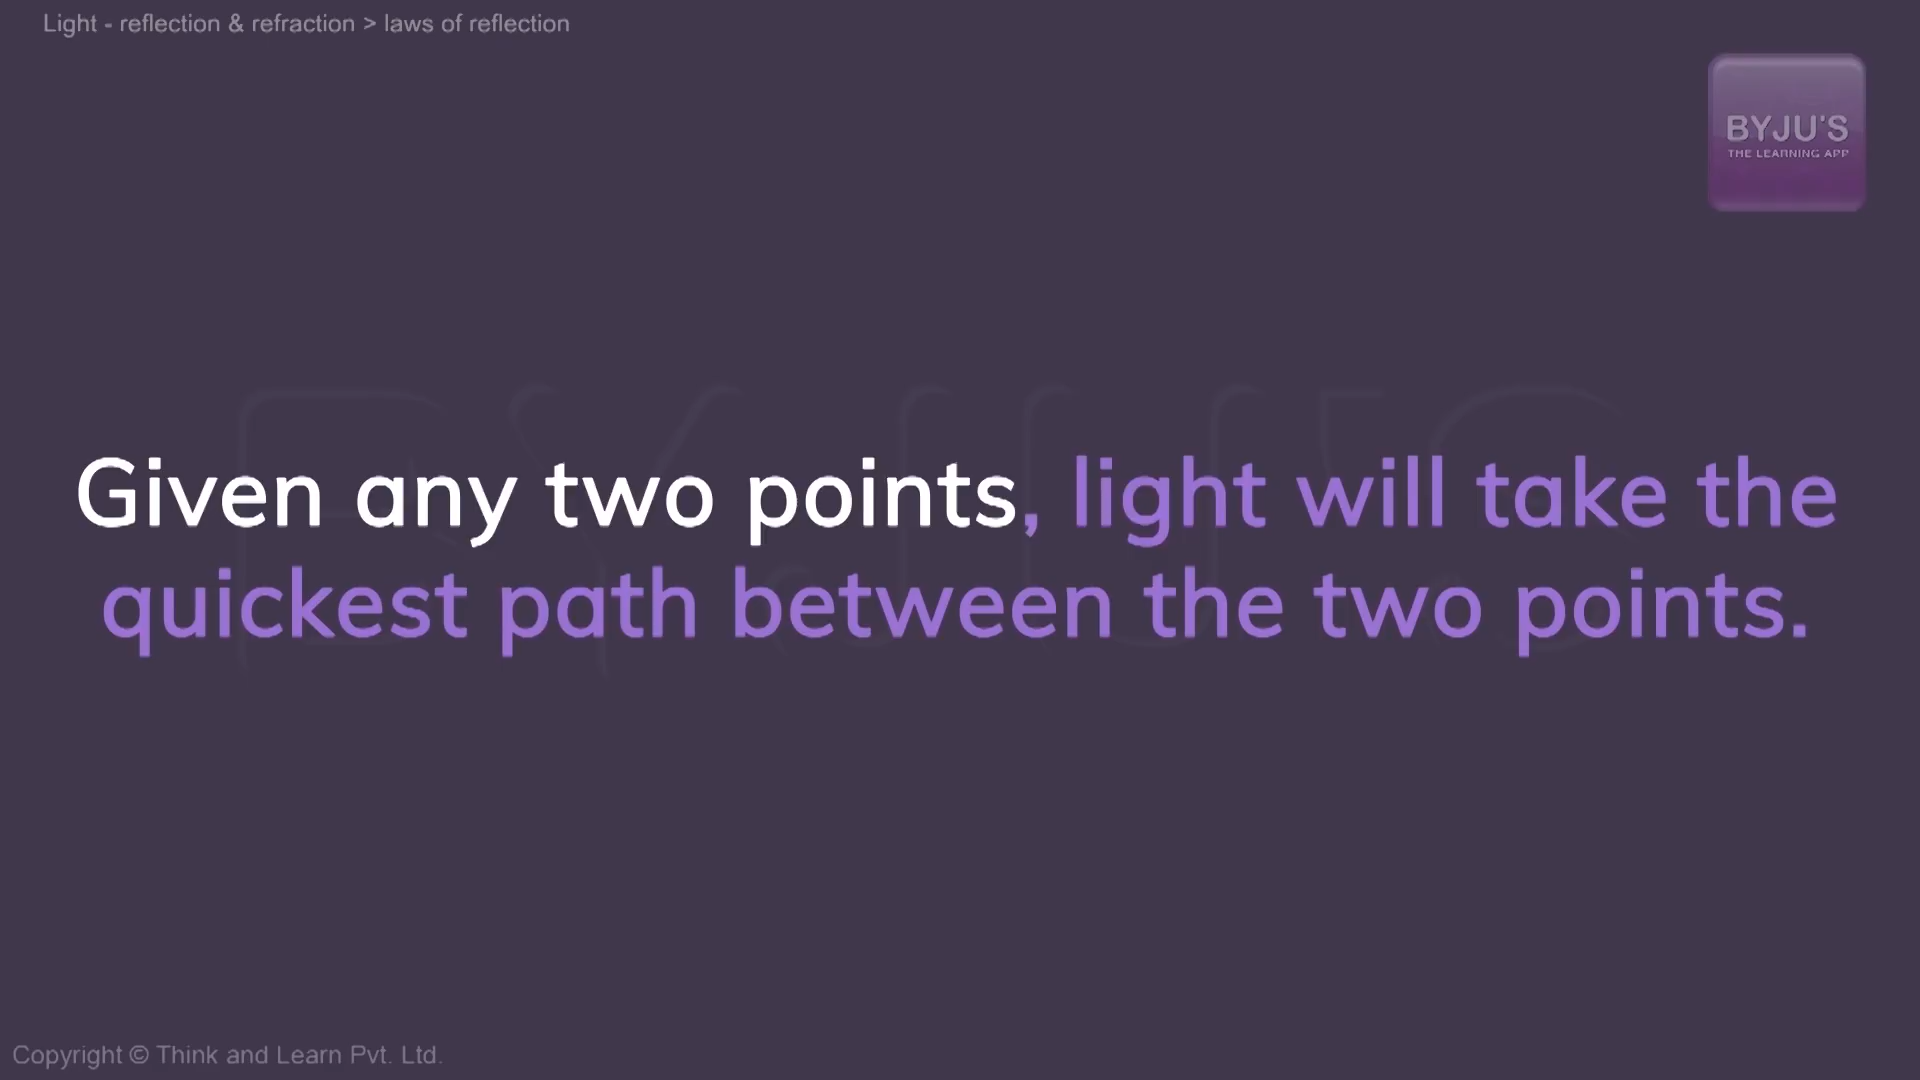 Light - reflection & refraction > laws of reflection
BYJU'S
THE LEARNING APP
Given any two points, light will take the
quickest path between the two points.
Copyright © Think and Learn Pvt. Ltd.